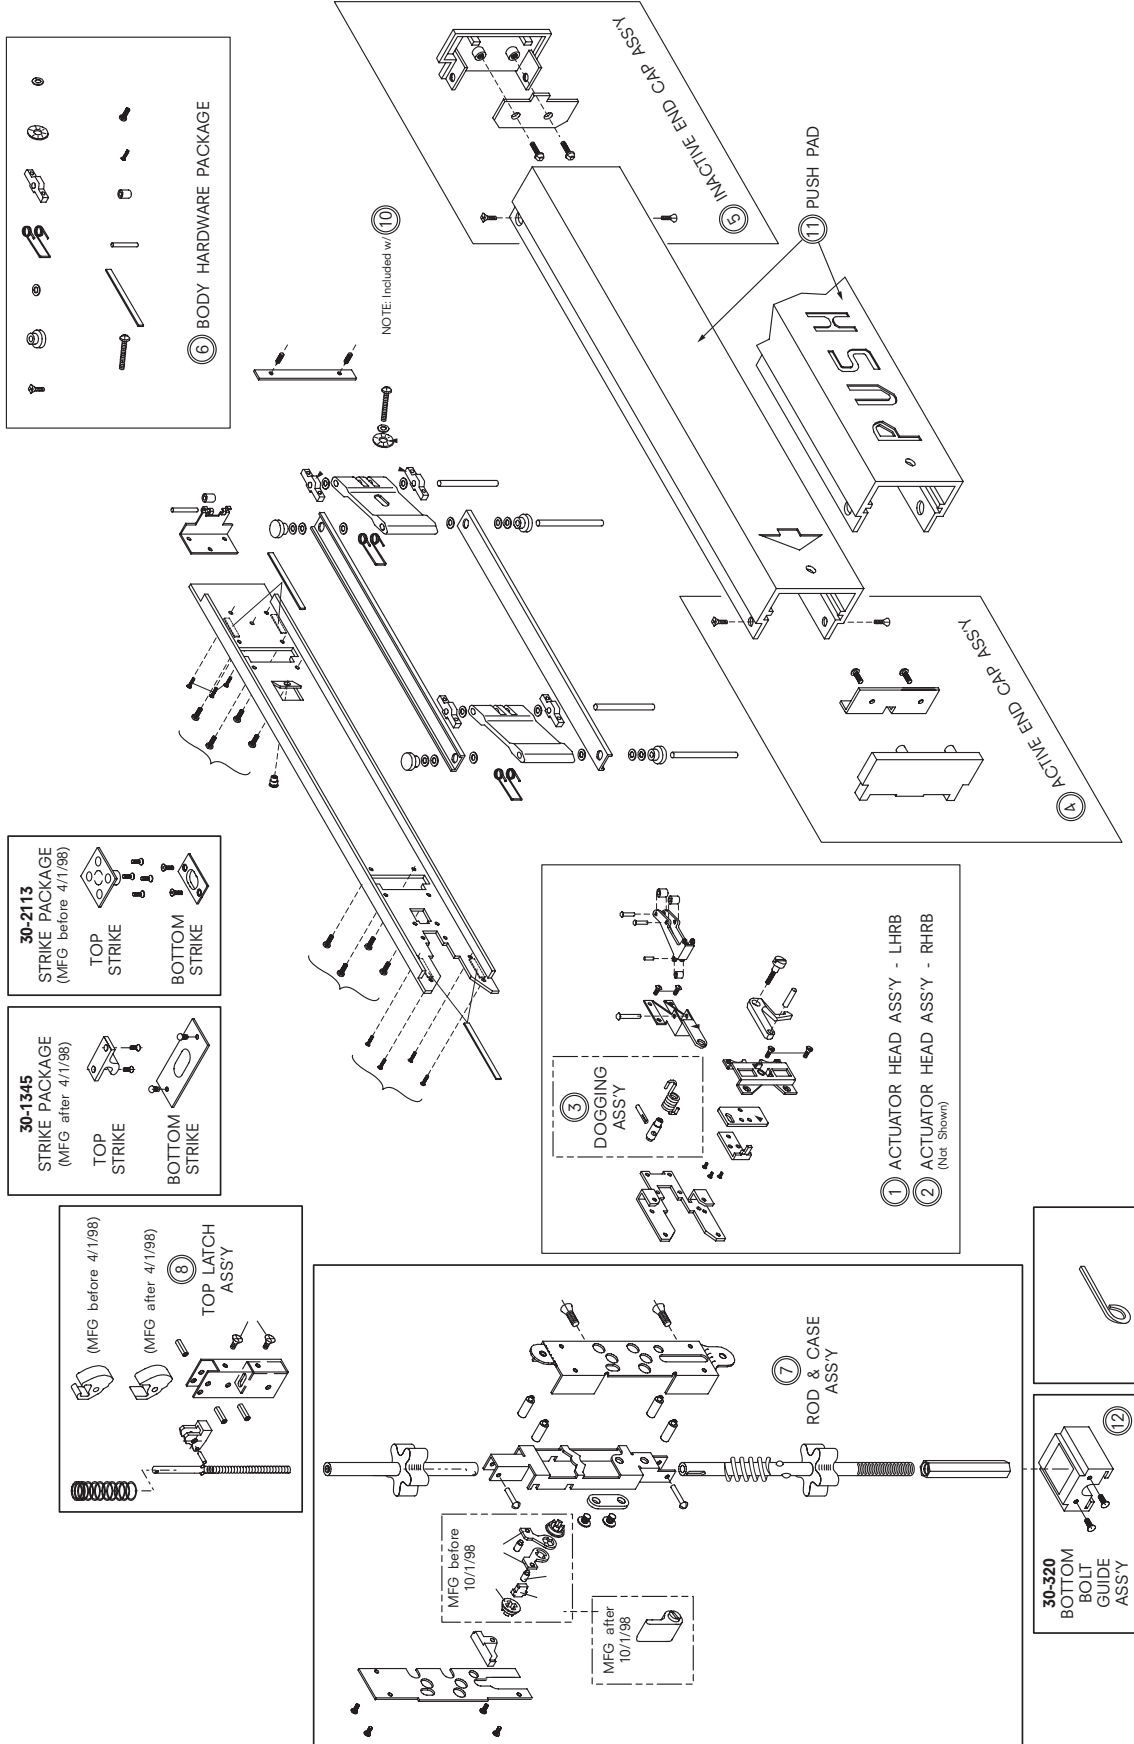 6 BODY HARDWARE PACKAGE
5 INACTIVE END CAP ASS'Y
NOTE: Included w/ 10
11 PUSH PAD
PUSH
4 ACTIVE END CAP ASS'Y
30-2113
STRIKE PACKAGE
(MFG before 4/1/98)
TOP
STRIKE
BOTTOM
STRIKE
30-1345
STRIKE PACKAGE
(MFG after 4/1/98)
TOP
STRIKE
BOTTOM
STRIKE
3
DOGGING
ASS'Y
1 ACTUATOR HEAD ASS'Y - LHRB
2 ACTUATOR HEAD ASS'Y - RHRB
(Not Shown)
(MFG before 4/1/98)
(MFG after 4/1/98)
8
TOP LATCH
ASS'Y
MFG before
10/1/98
MFG after
10/1/98
7
ROD & CASE
ASS'Y
30-320
BOTTOM
BOLT
GUIDE
ASS'Y
12